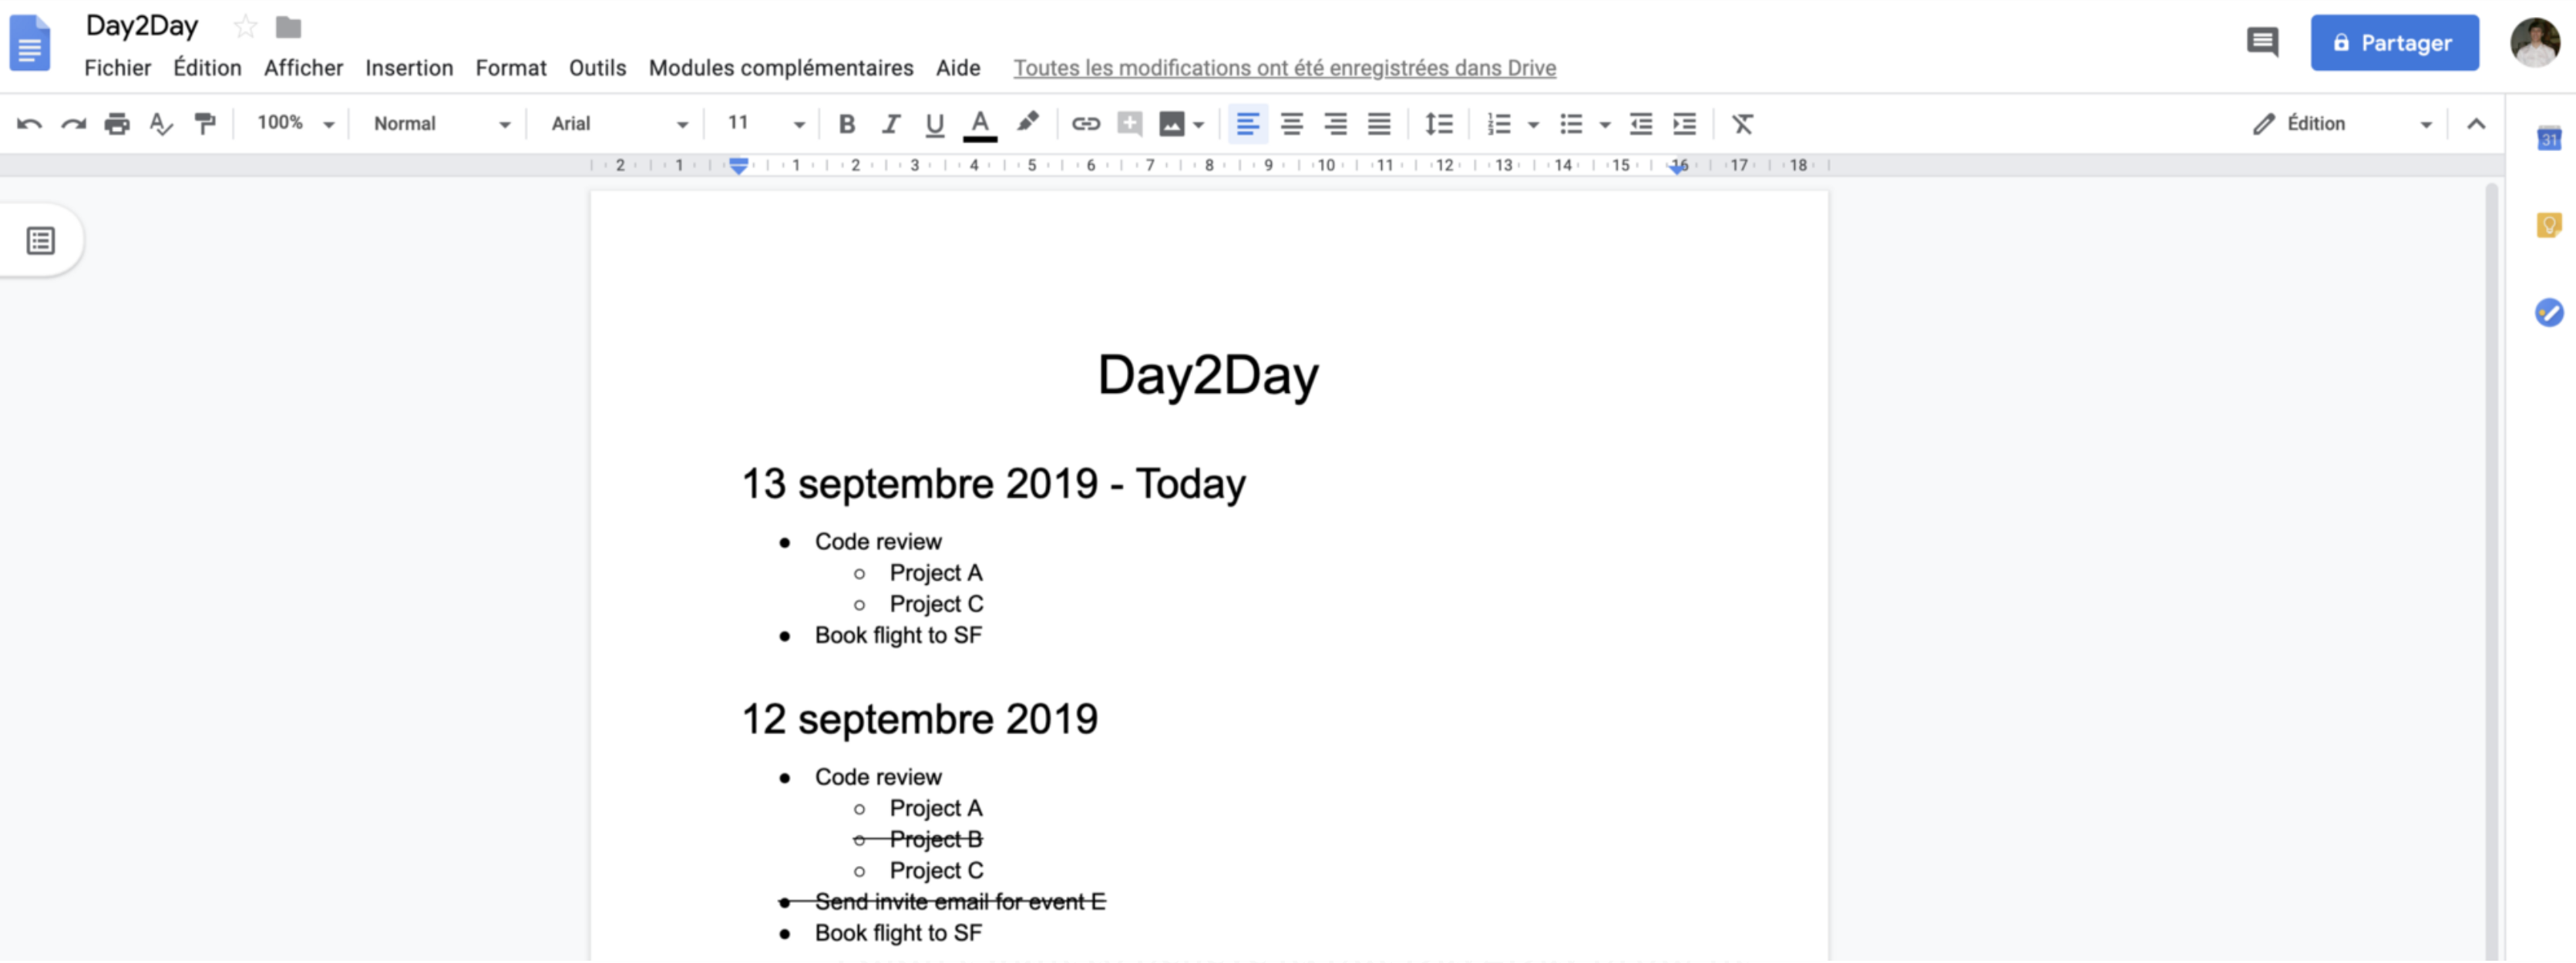 Day2Day
Fichier Édition Afficher Insertion Format Outils Modules complémentaires Aide Toutes les modifications ont été enregistrées dans Drive
Partager
100% Normal Arial 11 B I U A Édition
31
2 1 1 2 3 4 5 6 7 8 9 10 11 12 13 14 15 16 17 18
Day2Day
13 septembre 2019 - Today
● Code review
○ Project A
○ Project C
● Book flight to SF
12 septembre 2019
● Code review
○ Project A
○ Project B
○ Project C
● Send invite email for event E
● Book flight to SF